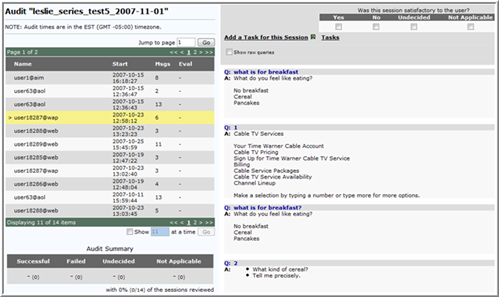 Audit "leslie_series_test5_2007-11-01"
NOTE: Audit times are in the EST (GMT -05:00) timezone.
Jump to page 1 Go
Page 1 of 2 << < 1 2 > >>
Name Start Msgs Eval
user1@aim 2007-10-15 16:18:27 8 -
user63@aol 2007-10-15 12:36:47 2 -
user63@aol 2007-10-15 12:36:43 13 -
> user18287@wap 2007-10-23 12:58:12 6 -
user18288@web 2007-10-23 13:23:23 3 -
user18289@web 2007-10-25 15:45:59 11 -
user18285@web 2007-10-19 12:47:22 3 -
user18284@wap 2007-10-22 13:02:45 2 -
user18286@web 2007-10-19 12:48:04 4 -
user63@aol 2007-10-11 15:59:44 13 -
user18288@web 2007-10-23 13:03:45 5 -
Displaying 11 of 14 items << < 1 2 > >>
Show 11 at a time Go
Audit Summary
Successful Failed Undecided Not Applicable
~ (0) ~ (0) ~ (0) ~ (0)
with 0% (0/14) of the sessions reviewed
Was this session satisfactory to the user?
Yes No Undecided Not Applicable
Add a Task for this Session Tasks
Show raw queries
Q: what is for breakfast
A: What do you feel like eating?
No breakfast
Cereal
Pancakes
Q: 1
A: Cable TV Services
Your Time Warner Cable Account
Cable TV Pricing
Sign Up for Time Warner Cable TV Service
Billing
Cable Service Packages
Cable TV Service Availability
Channel Lineup
Make a selection by typing a number or type more for more options.
Q: what is for breakfast?
A: What do you feel like eating?
No breakfast
Cereal
Pancakes
Q: 2
A: • What kind of cereal?
• Tell me precisely.